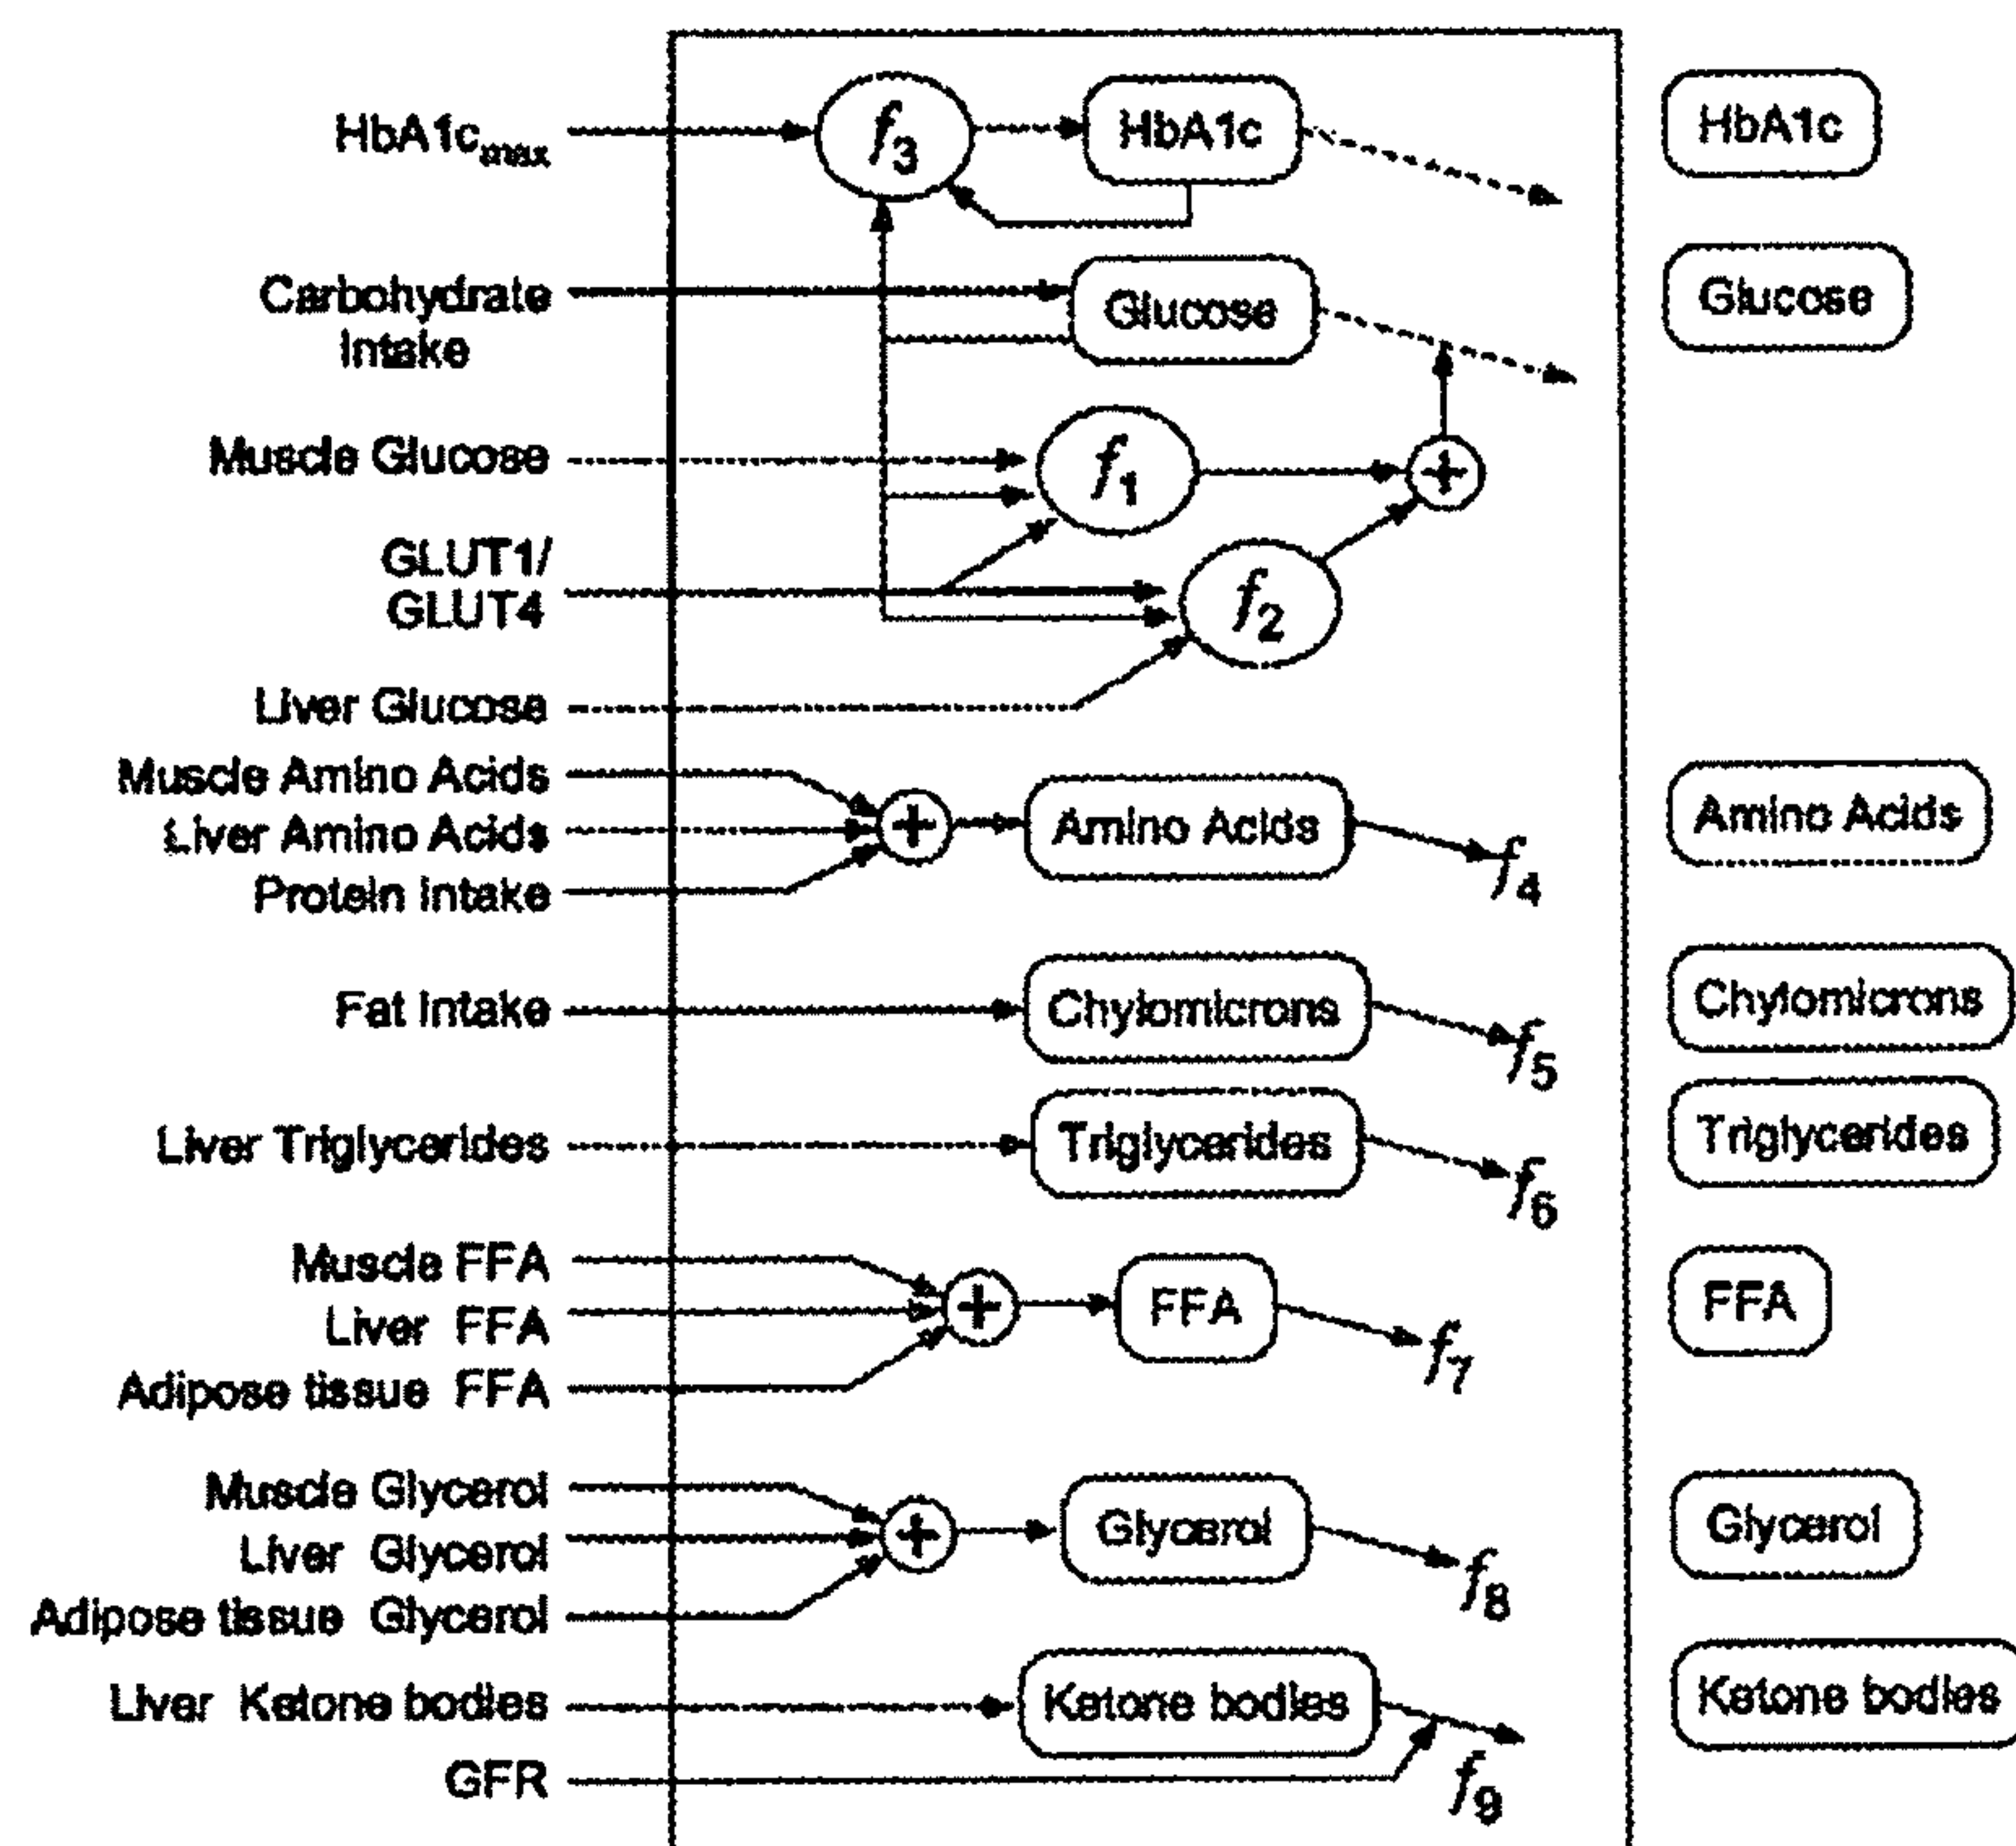 HbA1cmax
f3
HbA1c
HbA1c
Carbohydrate
Intake
Glucose
Glucose
Muscle Glucose
f1
+
GLUT1/
GLUT4
f2
Liver Glucose
Muscle Amino Acids
Liver Amino Acids
Protein Intake
+
Amino Acids
f4
Amino Acids
Fat Intake
Chylomicrons
f5
Chylomicrons
Liver Triglycerides
Triglycerides
f6
Triglycerides
Muscle FFA
Liver FFA
Adipose tissue FFA
+
FFA
f7
FFA
Muscle Glycerol
Liver Glycerol
Adipose tissue Glycerol
+
Glycerol
f8
Glycerol
Liver Ketone bodies
Ketone bodies
Ketone bodies
GFR
f9